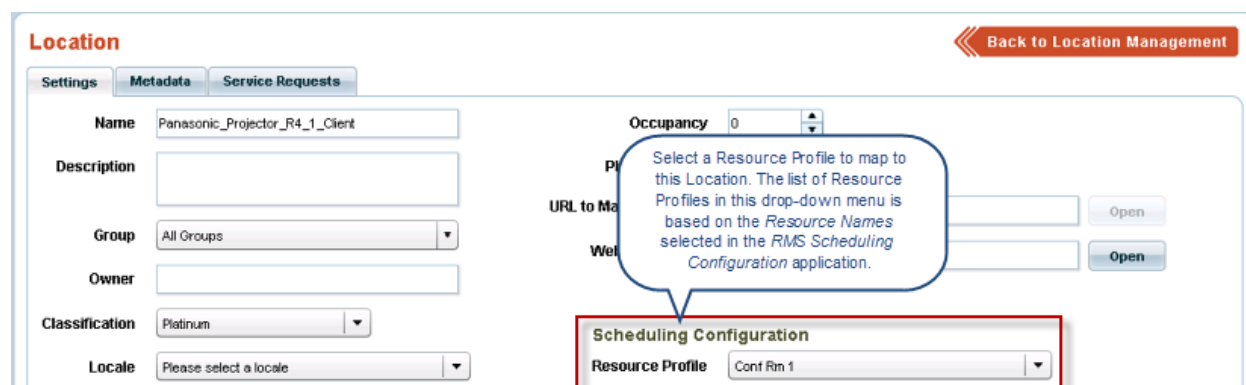 Location
Back to Location Management
Settings Metadata Service Requests
Name Panasonic_Projector_R4_1_Client
Occupancy 0
Description
Select a Resource Profile to map to
this Location. The list of Resource
Profiles in this drop-down menu is
based on the Resource Names
selected in the RMS Scheduling
Configuration application.
URL to Ma
Open
Group All Groups
Open
Owner
Classification Platinum
Scheduling Configuration
Locale Please select a locale
Resource Profile Conf Rm 1